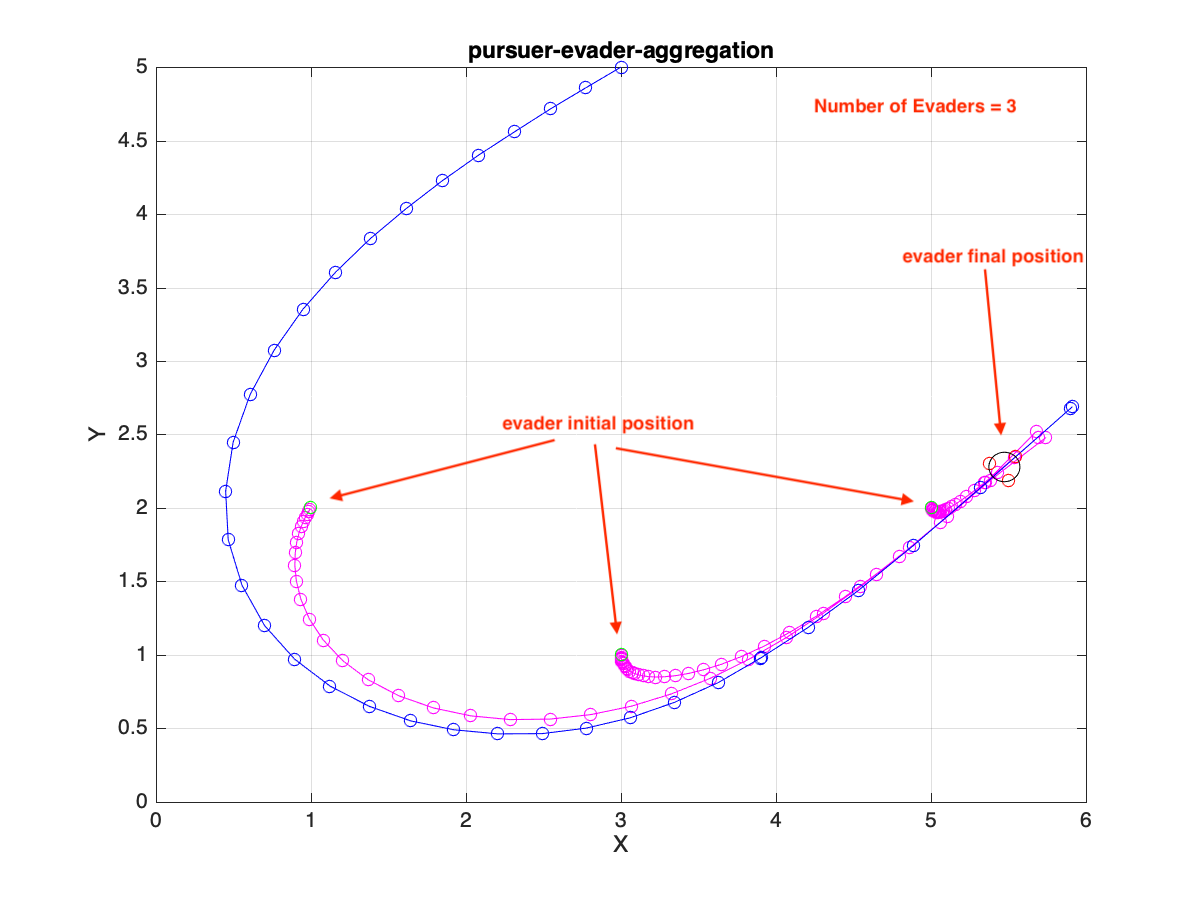 pursuer-evader-aggregation
5
Number of Evaders = 3
4.5
4
evader final position
3.5
3
evader initial position
2.5
Y
2
1.5
1
0.5
0
0 1 2 3 4 5 6
X